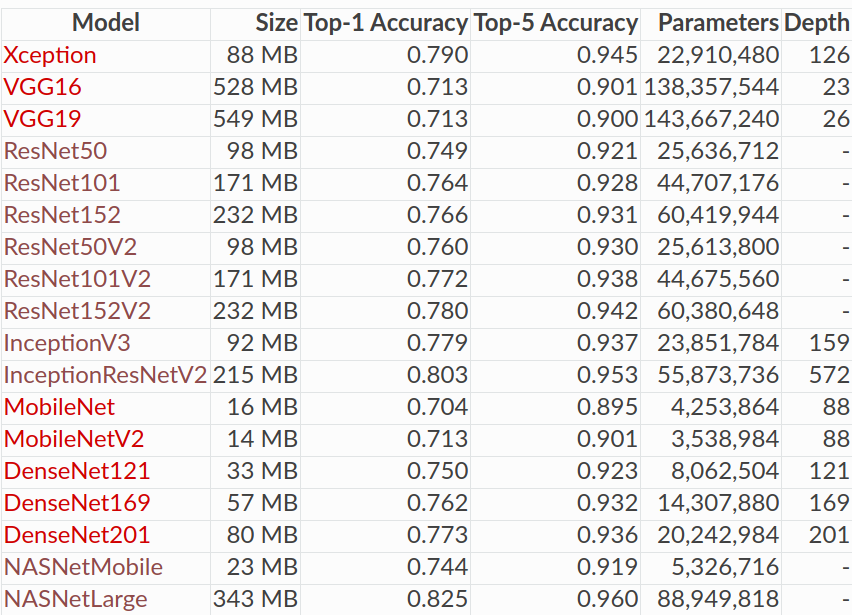 Model Size Top-1 Accuracy Top-5 Accuracy Parameters Depth
Xception 88 MB 0.790 0.945 22,910,480 126
VGG16 528 MB 0.713 0.901 138,357,544 23
VGG19 549 MB 0.713 0.900 143,667,240 26
ResNet50 98 MB 0.749 0.921 25,636,712 -
ResNet101 171 MB 0.764 0.928 44,707,176 -
ResNet152 232 MB 0.766 0.931 60,419,944 -
ResNet50V2 98 MB 0.760 0.930 25,613,800 -
ResNet101V2 171 MB 0.772 0.938 44,675,560 -
ResNet152V2 232 MB 0.780 0.942 60,380,648 -
InceptionV3 92 MB 0.779 0.937 23,851,784 159
InceptionResNetV2 215 MB 0.803 0.953 55,873,736 572
MobileNet 16 MB 0.704 0.895 4,253,864 88
MobileNetV2 14 MB 0.713 0.901 3,538,984 88
DenseNet121 33 MB 0.750 0.923 8,062,504 121
DenseNet169 57 MB 0.762 0.932 14,307,880 169
DenseNet201 80 MB 0.773 0.936 20,242,984 201
NASNetMobile 23 MB 0.744 0.919 5,326,716 -
NASNetLarge 343 MB 0.825 0.960 88,949,818 -